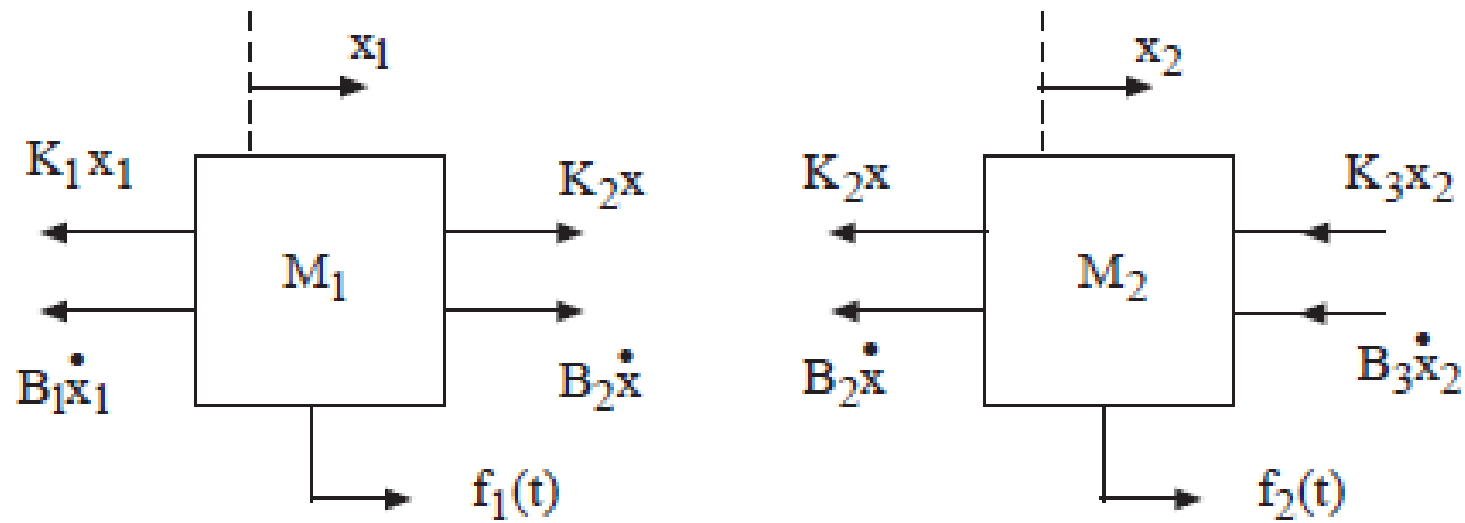 x₁ x₂
K₁x₁ K₂x K₂x K₃x₂
M₁ M₂
B₁ẋ₁ B₂ẋ B₂ẋ B₃ẋ₂
f₁(t) f₂(t)